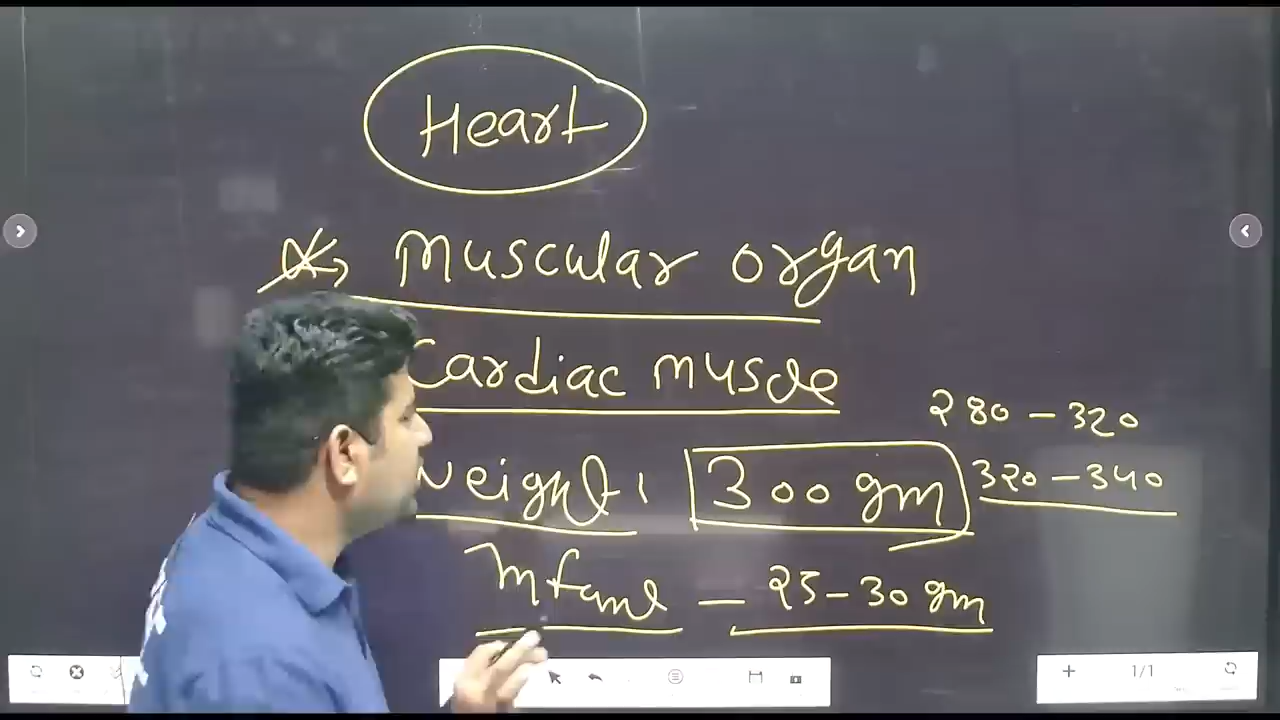 Heart
Muscular organ
Cardiac muscle
280 - 320
Weight: 300 gm
320 - 340
Infant - 25-30 gm
1/1